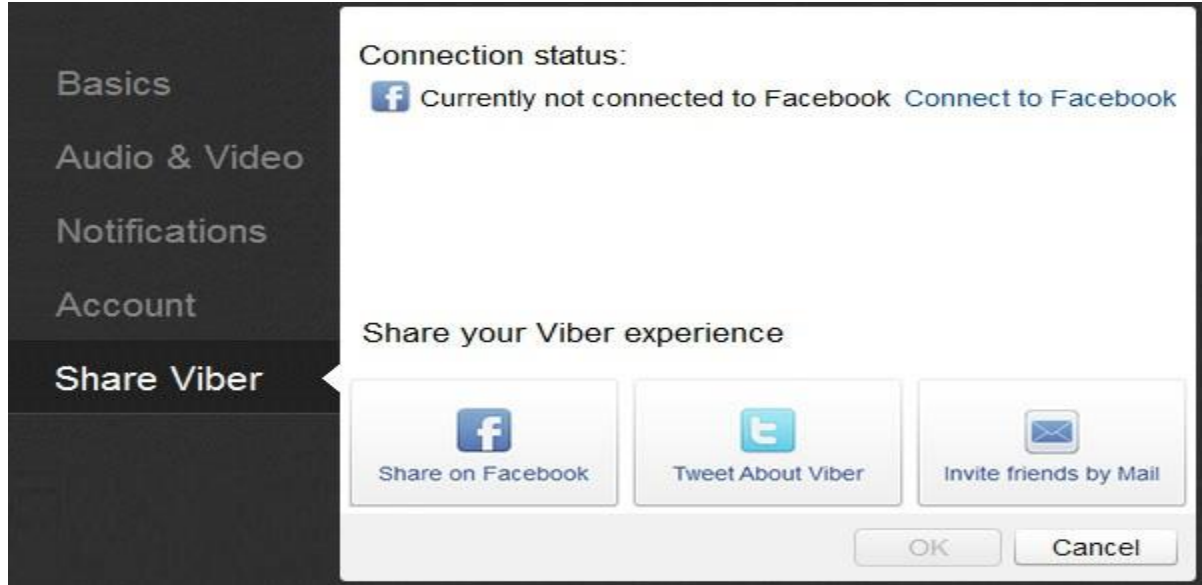 Basics
Audio & Video
Notifications
Account
Share Viber
Connection status:
Currently not connected to Facebook Connect to Facebook
Share your Viber experience
Share on Facebook
Tweet About Viber
Invite friends by Mail
OK
Cancel